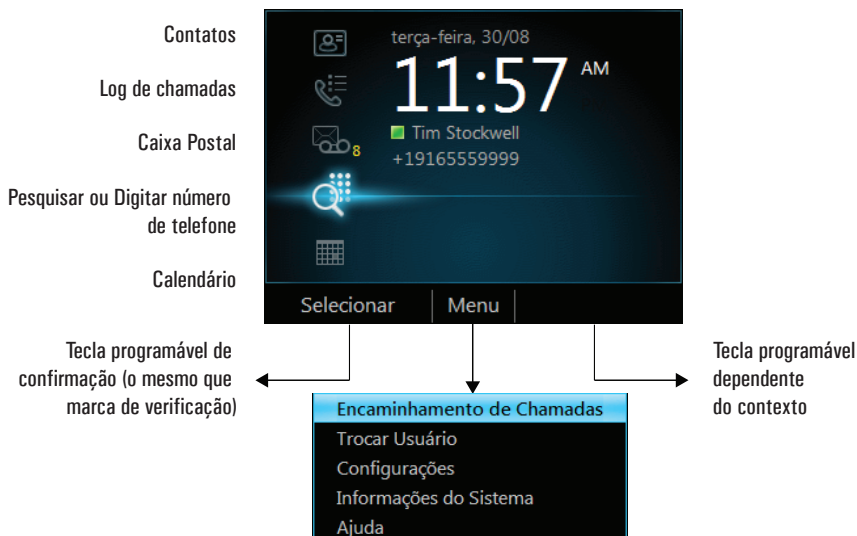 Contatos
Log de chamadas
Caixa Postal
Pesquisar ou Digitar número
de telefone
Calendário
terça-feira, 30/08
11:57 AM
Tim Stockwell
+19165559999
8
Selecionar
Menu
Tecla programável de
confirmação (o mesmo que
marca de verificação)
Tecla programável
dependente
do contexto
Encaminhamento de Chamadas
Trocar Usuário
Configurações
Informações do Sistema
Ajuda